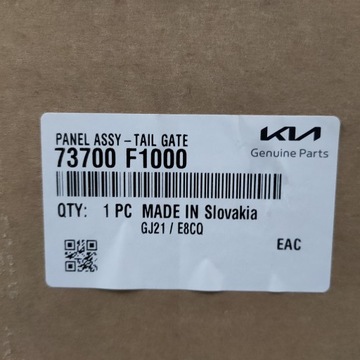 PANEL ASSY-TAIL GATE
KIA
Genuine Parts
73700 F1000
QTY: 1 PC MADE IN Slovakia
GJ21 / E8CQ
EAC